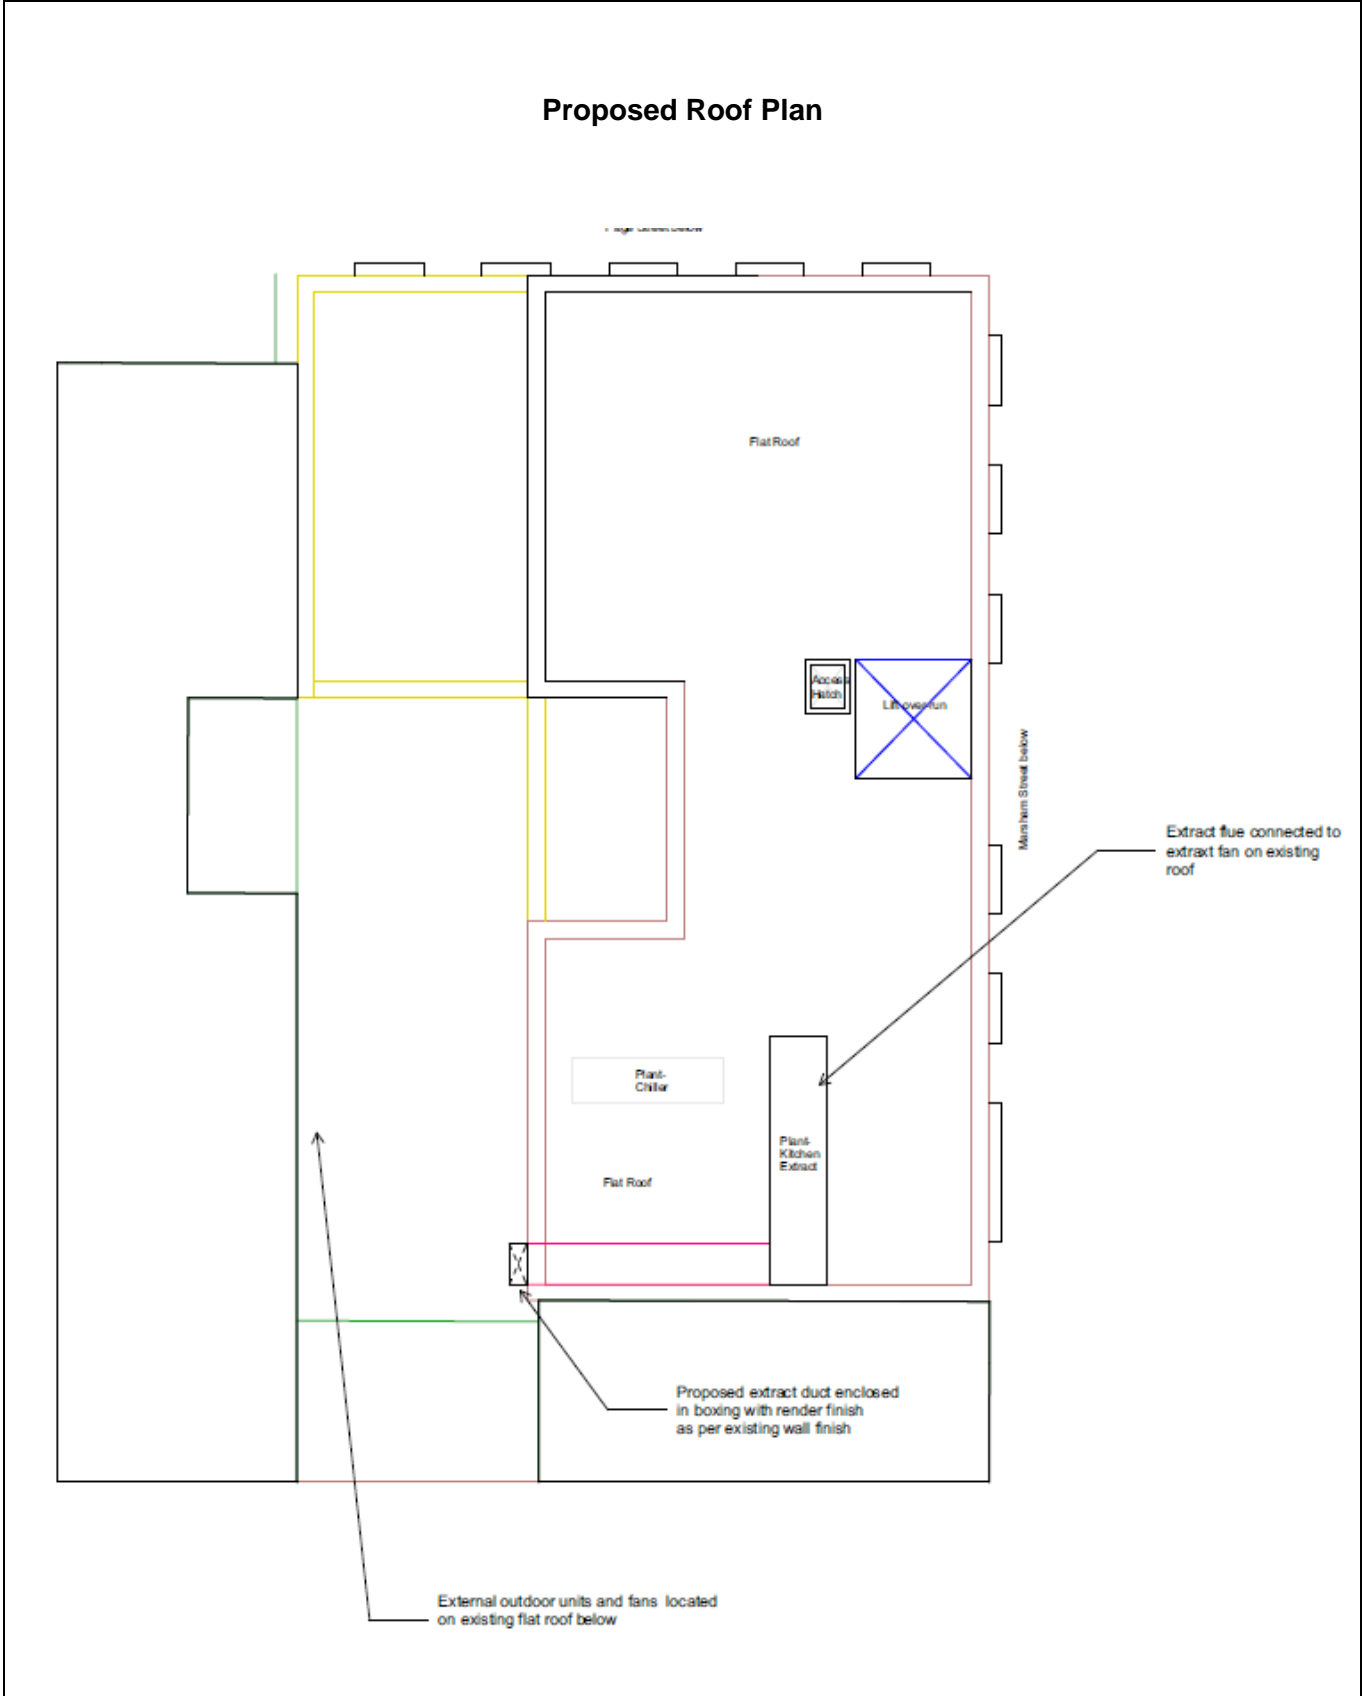 Proposed Roof Plan
Street below
Flat Roof
Access
Hatch
Lift over-run
Marsham Street below
Extract flue connected to
extraxt fan on existing
roof
Plant-
Chiller
Plant-
Kitchen
Extract
Flat Roof
Proposed extract duct enclosed
in boxing with render finish
as per existing wall finish
External outdoor units and fans located
on existing flat roof below